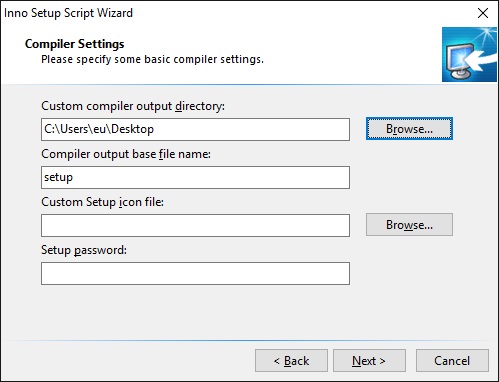 Inno Setup Script Wizard
Compiler Settings
Please specify some basic compiler settings.
Custom compiler output directory:
C:\Users\eu\Desktop
Browse...
Compiler output base file name:
setup
Custom Setup icon file:
Browse...
Setup password:
< Back
Next >
Cancel